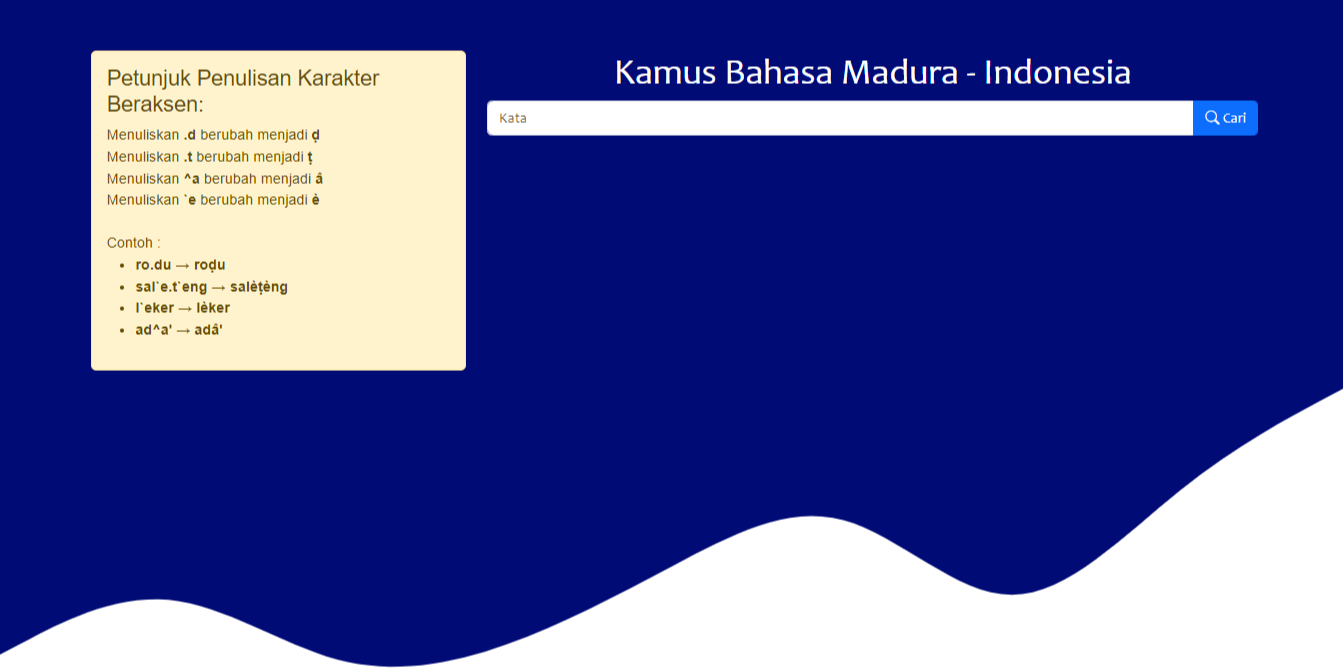 Petunjuk Penulisan Karakter
Beraksen:
Menuliskan .d berubah menjadi ḍ
Menuliskan .t berubah menjadi ṭ
Menuliskan ^a berubah menjadi â
Menuliskan `e berubah menjadi è
Contoh :
• ro.du → roḍu
• sal`e.t`eng → salèṭèng
• l`eker → lèker
• ad^a' → adâ'
Kamus Bahasa Madura - Indonesia
Kata
Cari